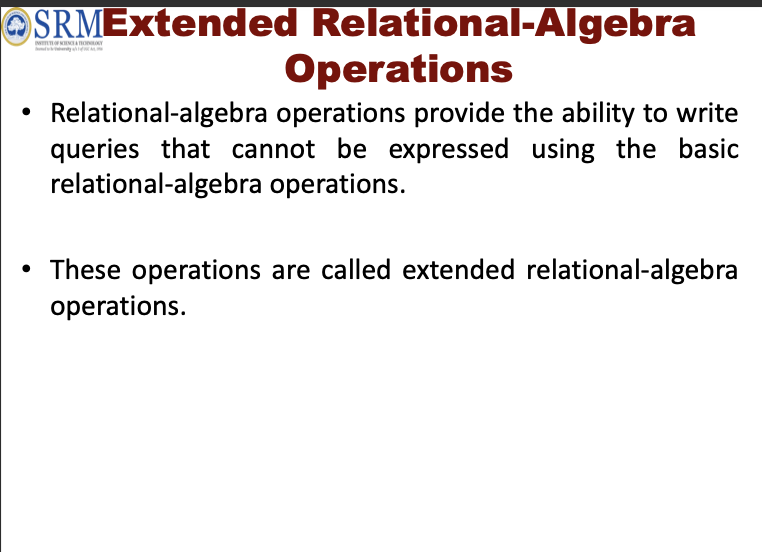 SRM
INSTITUTE OF SCIENCE & TECHNOLOGY
Extended Relational-Algebra
Operations
• Relational-algebra operations provide the ability to write
queries that cannot be expressed using the basic
relational-algebra operations.
• These operations are called extended relational-algebra
operations.